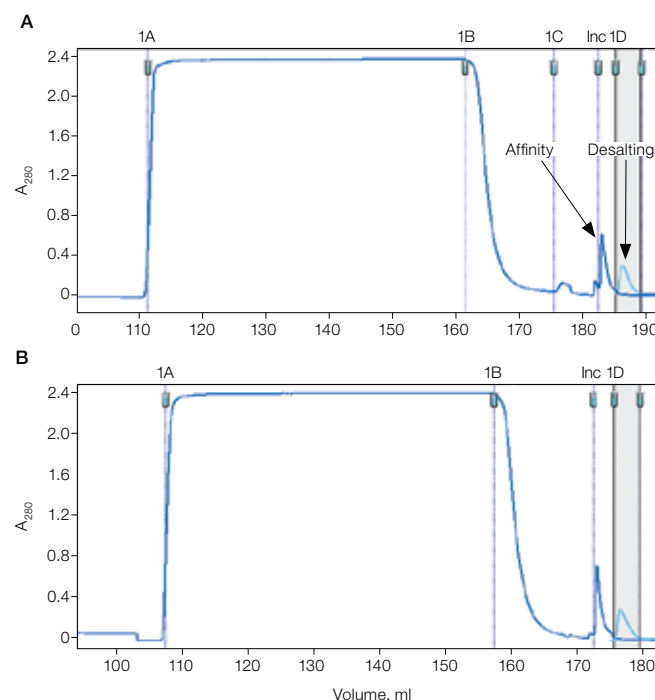 A
1A 1B 1C Inc 1D
2.4
2.0
1.6
Affinity Desalting
1.2
A280
0.8
0.4
0
0 110 120 130 140 150 160 170 180 190
B
1A 1B Inc 1D
2.4
2.0
1.6
1.2
A280
0.8
0.4
0
100 110 120 130 140 150 160 170 180
Volume, ml